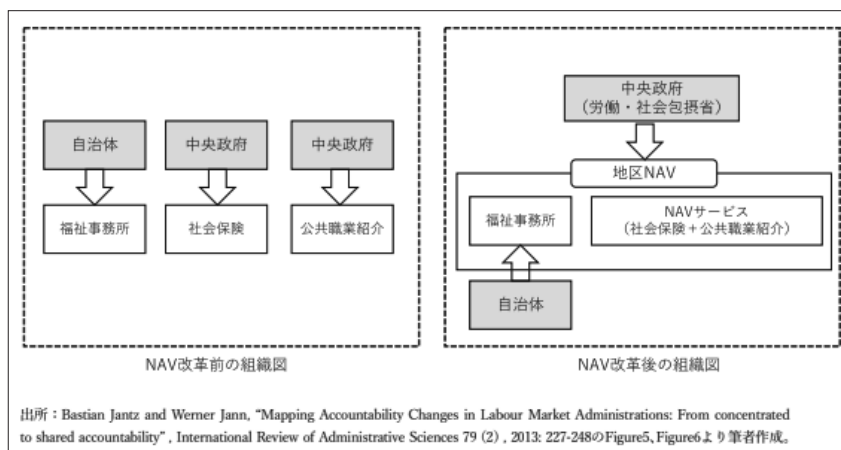 自治体
中央政府
中央政府
福祉事務所
社会保険
公共職業紹介
NAV改革前の組織図
中央政府
（労働・社会包摂省）
地区NAV
福祉事務所
NAVサービス
（社会保険＋公共職業紹介）
自治体
NAV改革後の組織図
出所：Bastian Jantz and Werner Jann, “Mapping Accountability Changes in Labour Market Administrations: From concentrated
to shared accountability” , International Review of Administrative Sciences 79 (2) , 2013: 227-248のFigure5、Figure6より筆者作成。